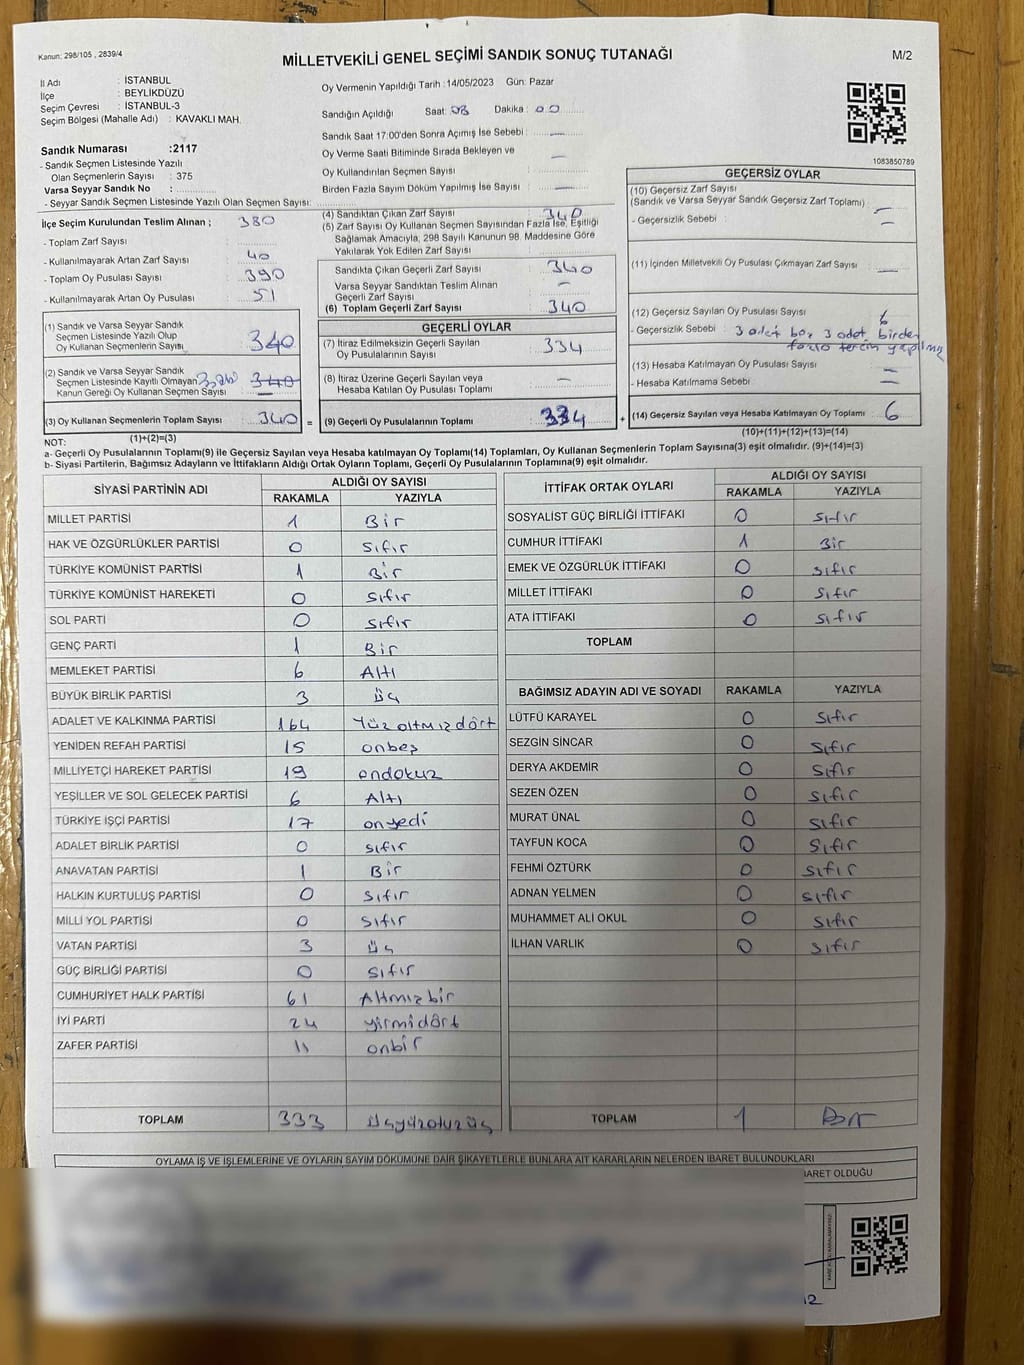 Kanun: 298/105 , 2839/4
MİLLETVEKİLİ GENEL SEÇİMİ SANDIK SONUÇ TUTANAĞI
M/2
İl Adı : İSTANBUL
İlçe : BEYLİKDÜZÜ
Seçim Çevresi : İSTANBUL-3
Seçim Bölgesi (Mahalle Adı) : KAVAKLI MAH.
Oy Vermenin Yapıldığı Tarih :14/05/2023 Gün: Pazar
Sandığın Açıldığı Saat: 08 Dakika : 00
Sandık Saat 17:00'den Sonra Açılmış İse Sebebi : —
Oy Verme Saati Bitiminde Sırada Bekleyen ve
Oy Kullandırılan Seçmen Sayısı : —
Birden Fazla Sayım Döküm Yapılmış İse Sayısı : —
1083850789
Sandık Numarası :2117
- Sandık Seçmen Listesinde Yazılı
Olan Seçmenlerin Sayısı : 375
Varsa Seyyar Sandık No :
- Seyyar Sandık Seçmen Listesinde Yazılı Olan Seçmen Sayısı:
İlçe Seçim Kurulundan Teslim Alınan ; 380
- Toplam Zarf Sayısı :
- Kullanılmayarak Artan Zarf Sayısı : 40
- Toplam Oy Pusulası Sayısı : 390
- Kullanılmayarak Artan Oy Pusulası : 51
(1) Sandık ve Varsa Seyyar Sandık
Seçmen Listesinde Yazılı Olup
Oy Kullanan Seçmenlerin Sayısı : 340
(2) Sandık ve Varsa Seyyar Sandık
Seçmen Listesinde Kayıtlı Olmayan 340
Kanun Gereği Oy Kullanan Seçmen Sayısı : —
(3) Oy Kullanan Seçmenlerin Toplam Sayısı : 340 =
(4) Sandıktan Çıkan Zarf Sayısı : 340
(5) Zarf Sayısı Oy Kullanan Seçmen Sayısından Fazla İse, Eşitliği
Sağlamak Amacıyla, 298 Sayılı Kanunun 98. Maddesine Göre
Yakılarak Yok Edilen Zarf Sayısı :
Sandıkta Çıkan Geçerli Zarf Sayısı : 340
Varsa Seyyar Sandıktan Teslim Alınan
Geçerli Zarf Sayısı : —
(6) Toplam Geçerli Zarf Sayısı : 340
GEÇERLİ OYLAR
(7) İtiraz Edilmeksizin Geçerli Sayılan
Oy Pusulalarının Sayısı : 334
(8) İtiraz Üzerine Geçerli Sayılan veya
Hesaba Katılan Oy Pusulası Toplamı : —
(9) Geçerli Oy Pusulalarının Toplamı : 334 +
GEÇERSİZ OYLAR
(10) Geçersiz Zarf Sayısı
(Sandık ve Varsa Seyyar Sandık Geçersiz Zarf Toplamı) : —
- Geçersizlik Sebebi : —
(11) İçinden Milletvekili Oy Pusulası Çıkmayan Zarf Sayısı : —
(12) Geçersiz Sayılan Oy Pusulası Sayısı : 6
- Geçersizlik Sebebi : 3 adet boş 3 adet birden
fazla tercih yapılmış
(13) Hesaba Katılmayan Oy Pusulası Sayısı : —
- Hesaba Katılmama Sebebi : —
(14) Geçersiz Sayılan veya Hesaba Katılmayan Oy Toplamı : 6
(10)+(11)+(12)+(13)=(14)
NOT: (1)+(2)=(3)
a- Geçerli Oy Pusulalarının Toplamı(9) ile Geçersiz Sayılan veya Hesaba katılmayan Oy Toplamı(14) Toplamları, Oy Kullanan Seçmenlerin Toplam Sayısına(3) eşit olmalıdır. (9)+(14)=(3)
b- Siyasi Partilerin, Bağımsız Adayların ve İttifakların Aldığı Ortak Oyların Toplamı, Geçerli Oy Pusulalarının Toplamına(9) eşit olmalıdır.
SİYASİ PARTİNİN ADI ALDIĞI OY SAYISI
RAKAMLA YAZIYLA
MİLLET PARTİSİ 1 Bir
HAK VE ÖZGÜRLÜKLER PARTİSİ 0 Sıfır
TÜRKİYE KOMÜNİST PARTİSİ 1 Bir
TÜRKİYE KOMÜNİST HAREKETİ 0 Sıfır
SOL PARTİ 0 Sıfır
GENÇ PARTİ 1 Bir
MEMLEKET PARTİSİ 6 Altı
BÜYÜK BİRLİK PARTİSİ 3 Üç
ADALET VE KALKINMA PARTİSİ 164 Yüzaltmışdört
YENİDEN REFAH PARTİSİ 15 onbeş
MİLLİYETÇİ HAREKET PARTİSİ 19 ondokuz
YEŞİLLER VE SOL GELECEK PARTİSİ 6 Altı
TÜRKİYE İŞÇİ PARTİSİ 17 onyedi
ADALET BİRLİK PARTİSİ 0 sıfır
ANAVATAN PARTİSİ 1 Bir
HALKIN KURTULUŞ PARTİSİ 0 Sıfır
MİLLİ YOL PARTİSİ 0 Sıfır
VATAN PARTİSİ 3 Üç
GÜÇ BİRLİĞİ PARTİSİ 0 Sıfır
CUMHURİYET HALK PARTİSİ 61 Altmışbir
İYİ PARTİ 24 yirmidört
ZAFER PARTİSİ 11 onbir
TOPLAM 333 Üçyüzotuzüç
İTTİFAK ORTAK OYLARI ALDIĞI OY SAYISI
RAKAMLA YAZIYLA
SOSYALİST GÜÇ BİRLİĞİ İTTİFAKI 0 Sıfır
CUMHUR İTTİFAKI 1 Bir
EMEK VE ÖZGÜRLÜK İTTİFAKI 0 Sıfır
MİLLET İTTİFAKI 0 Sıfır
ATA İTTİFAKI 0 Sıfır
TOPLAM
BAĞIMSIZ ADAYIN ADI VE SOYADI RAKAMLA YAZIYLA
LÜTFÜ KARAYEL 0 Sıfır
SEZGİN SİNCAR 0 Sıfır
DERYA AKDEMİR 0 Sıfır
SEZEN ÖZEN 0 Sıfır
MURAT ÜNAL 0 Sıfır
TAYFUN KOCA 0 Sıfır
FEHMİ ÖZTÜRK 0 Sıfır
ADNAN YELMEN 0 Sıfır
MUHAMMET ALİ OKUL 0 Sıfır
İLHAN VARLIK 0 Sıfır
TOPLAM 1 Bir
OYLAMA İŞ VE İŞLEMLERİNE VE OYLARIN SAYIM DÖKÜMÜNE DAİR ŞİKAYETLERLE BUNLARA AİT KARARLARIN NELERDEN İBARET BULUNDUKLARI
BARET OLDUĞU